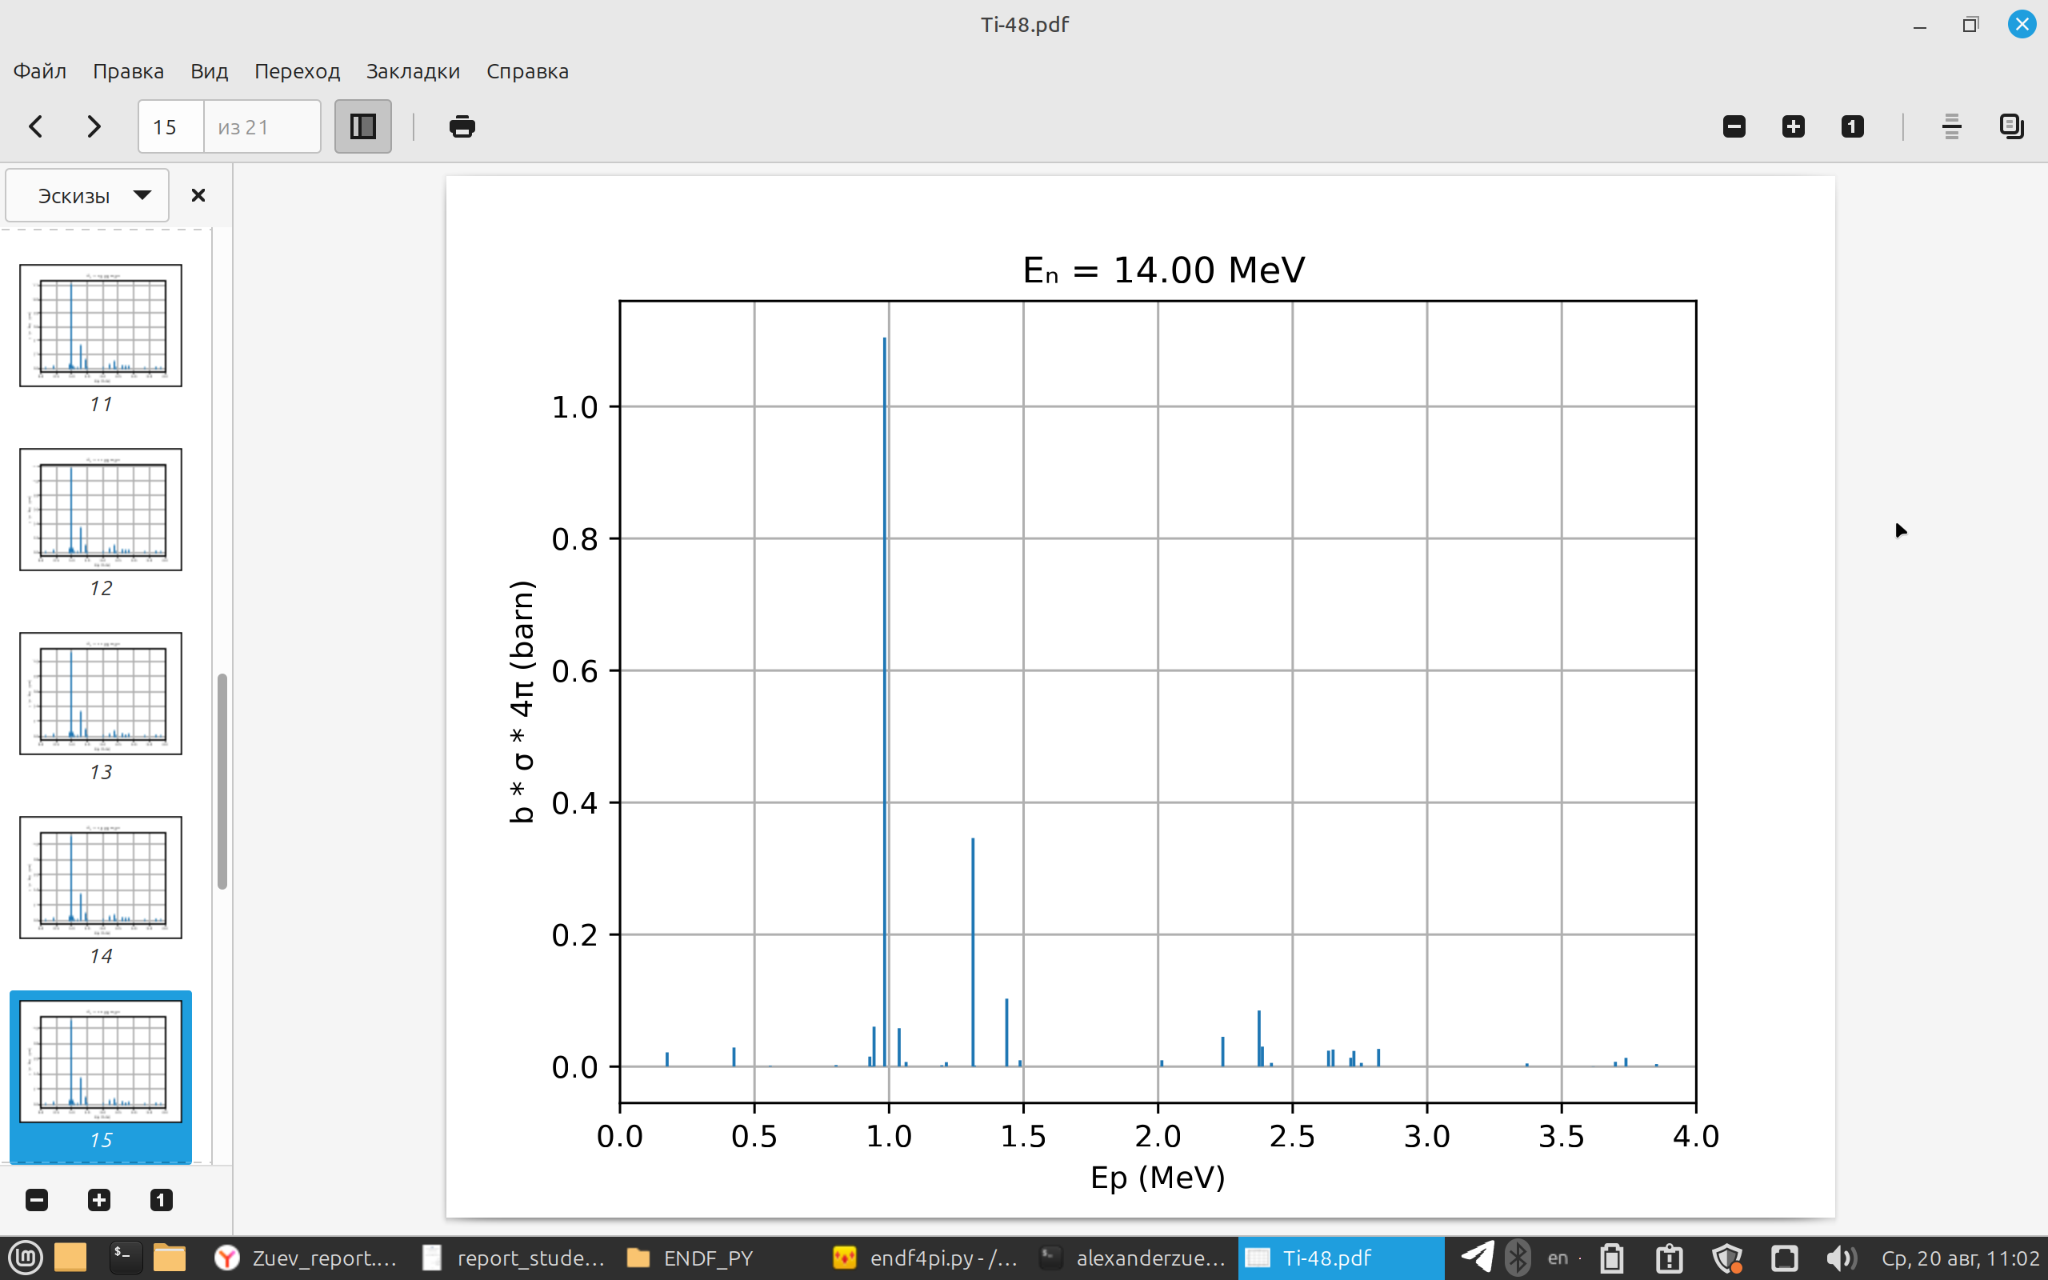 Ti-48.pdf
Файл Правка Вид Переход Закладки Справка
15 из 21
Эскизы
11
12
13
14
15
Eₙ = 14.00 MeV
b * σ * 4π (barn)
1.0
0.8
0.6
0.4
0.2
0.0
0.0 0.5 1.0 1.5 2.0 2.5 3.0 3.5 4.0
Ep (MeV)
Zuev_report.... report_stude... ENDF_PY endf4pi.py - /... alexanderzue... Ti-48.pdf en Ср, 20 авг, 11:02